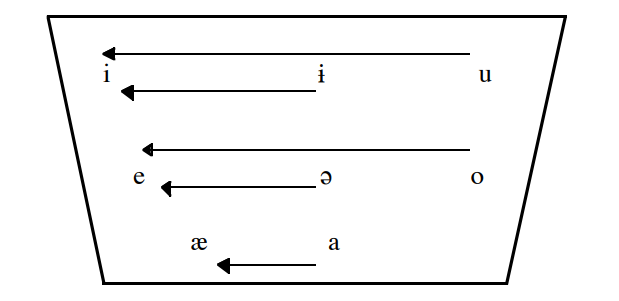 i ɨ u
e ə o
æ a